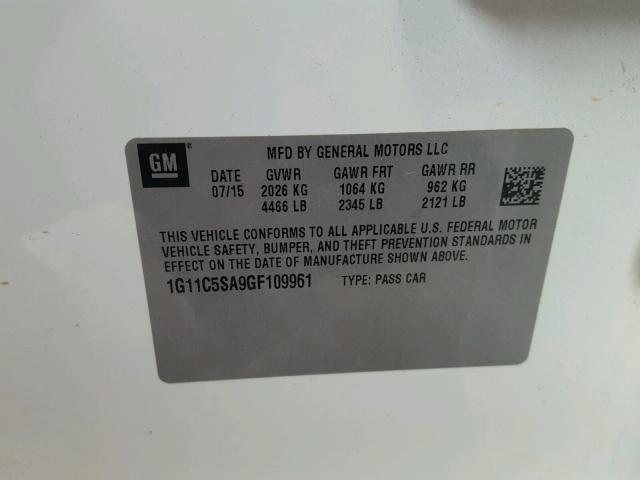 GM
MFD BY GENERAL MOTORS LLC
DATE GVWR GAWR FRT GAWR RR
07/15 2026 KG 1064 KG 962 KG
4466 LB 2345 LB 2121 LB
THIS VEHICLE CONFORMS TO ALL APPLICABLE U.S. FEDERAL MOTOR
VEHICLE SAFETY, BUMPER, AND THEFT PREVENTION STANDARDS IN
EFFECT ON THE DATE OF MANUFACTURE SHOWN ABOVE.
1G11C5SA9GF109961 TYPE: PASS CAR